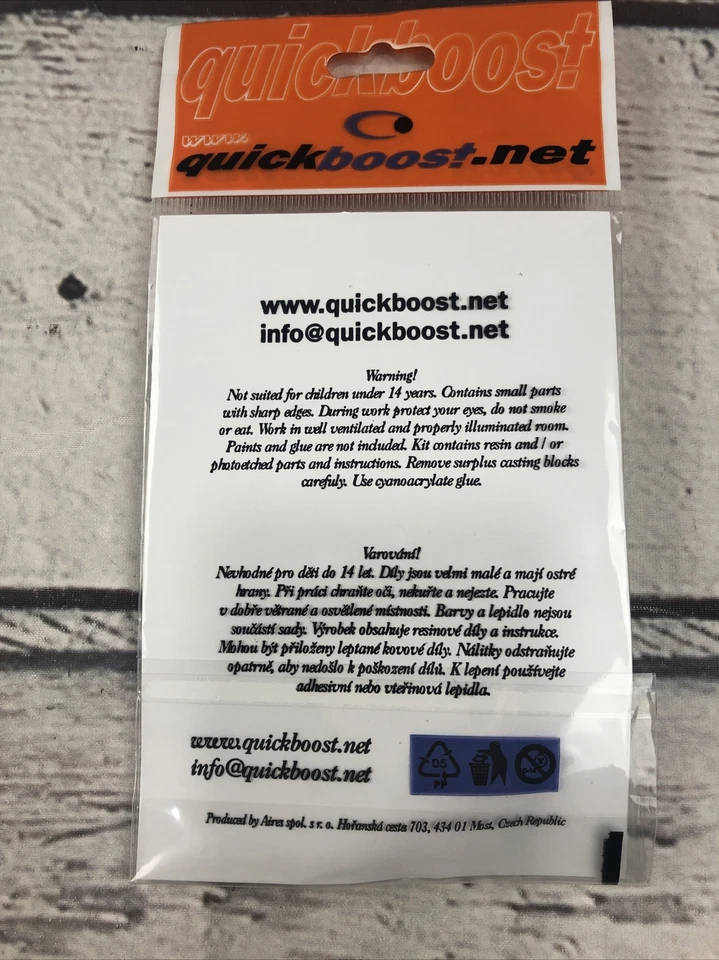 quickboost
www.
quickboost.net
www.quickboost.net
info@quickboost.net
Warning!
Not suited for children under 14 years. Contains small parts
with sharp edges. During work protect your eyes, do not smoke
or eat. Work in well ventilated and properly illuminated room.
Paints and glue are not included. Kit contains resin and / or
photoetched parts and instructions. Remove surplus casting blocks
carefuly. Use cyanoacrylate glue.
Varování!
Nevhodné pro děti do 14 let. Díly jsou velmi malé a mají ostré
hrany. Při práci chraňte oči, nekuřte a nejezte. Pracujte
v dobře větrané a osvětlené místnosti. Barvy a lepidlo nejsou
součástí sady. Výrobek obsahuje resinové díly a instrukce.
Mohou být přiloženy leptané kovové díly. Nálitky odstraňujte
opatrně, aby nedošlo k poškození dílů. K lepení používejte
adhesivní nebo vteřinová lepidla.
www.quickboost.net
info@quickboost.net
05
PP
0-3
Produced by Aires spol. s r. o. Hořanská cesta 703, 434 01 Most, Czech Republic